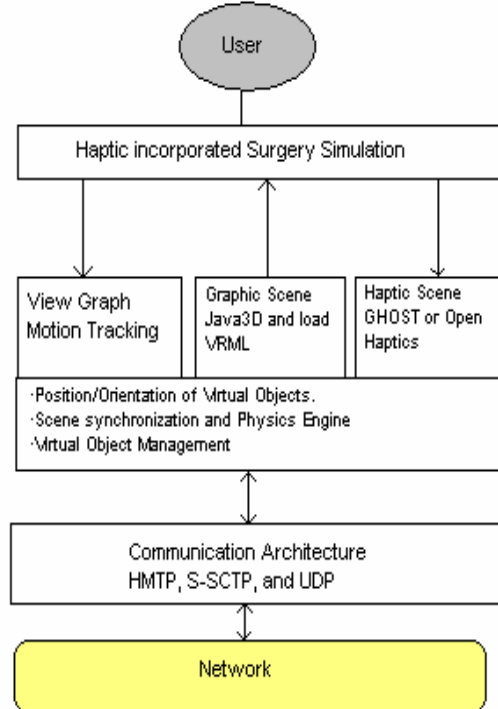 User
Haptic incorporated Surgery Simulation
View Graph
Motion Tracking
Graphic Scene
Java3D and load
VRML
Haptic Scene
GHOST or Open
Haptics
·Position/Orientation of Virtual Objects.
·Scene synchronization and Physics Engine
·Virtual Object Management
Communication Architecture
HMTP, S-SCTP, and UDP
Network